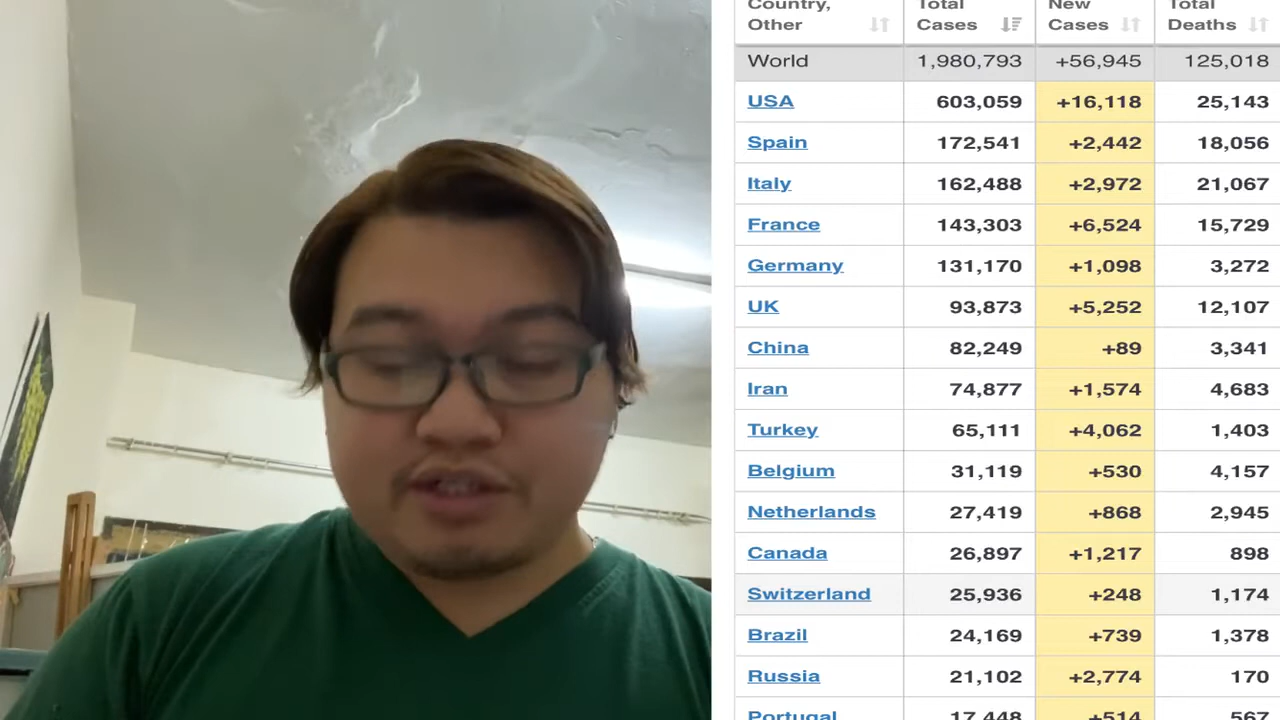 Country, Other Total Cases New Cases Total Deaths
World 1,980,793 +56,945 125,018
USA 603,059 +16,118 25,143
Spain 172,541 +2,442 18,056
Italy 162,488 +2,972 21,067
France 143,303 +6,524 15,729
Germany 131,170 +1,098 3,272
UK 93,873 +5,252 12,107
China 82,249 +89 3,341
Iran 74,877 +1,574 4,683
Turkey 65,111 +4,062 1,403
Belgium 31,119 +530 4,157
Netherlands 27,419 +868 2,945
Canada 26,897 +1,217 898
Switzerland 25,936 +248 1,174
Brazil 24,169 +739 1,378
Russia 21,102 +2,774 170
Portugal 17,448 +514 567